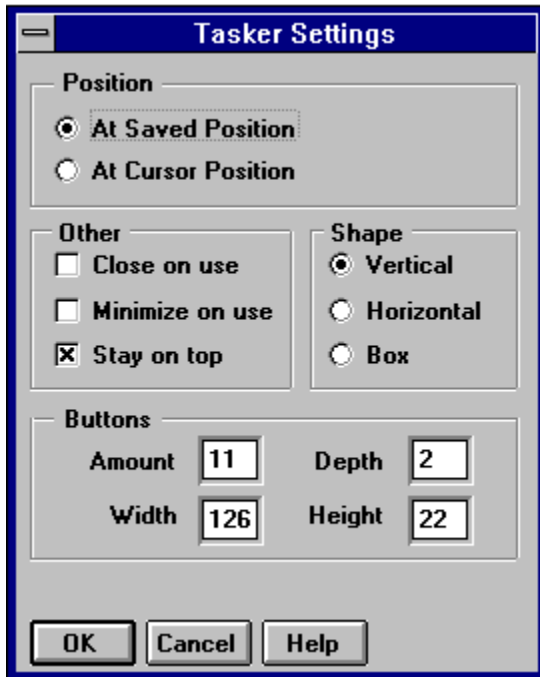 Tasker Settings
Position
At Saved Position
At Cursor Position
Other
Close on use
Minimize on use
Stay on top
Shape
Vertical
Horizontal
Box
Buttons
Amount 11 Depth 2
Width 126 Height 22
OK Cancel Help